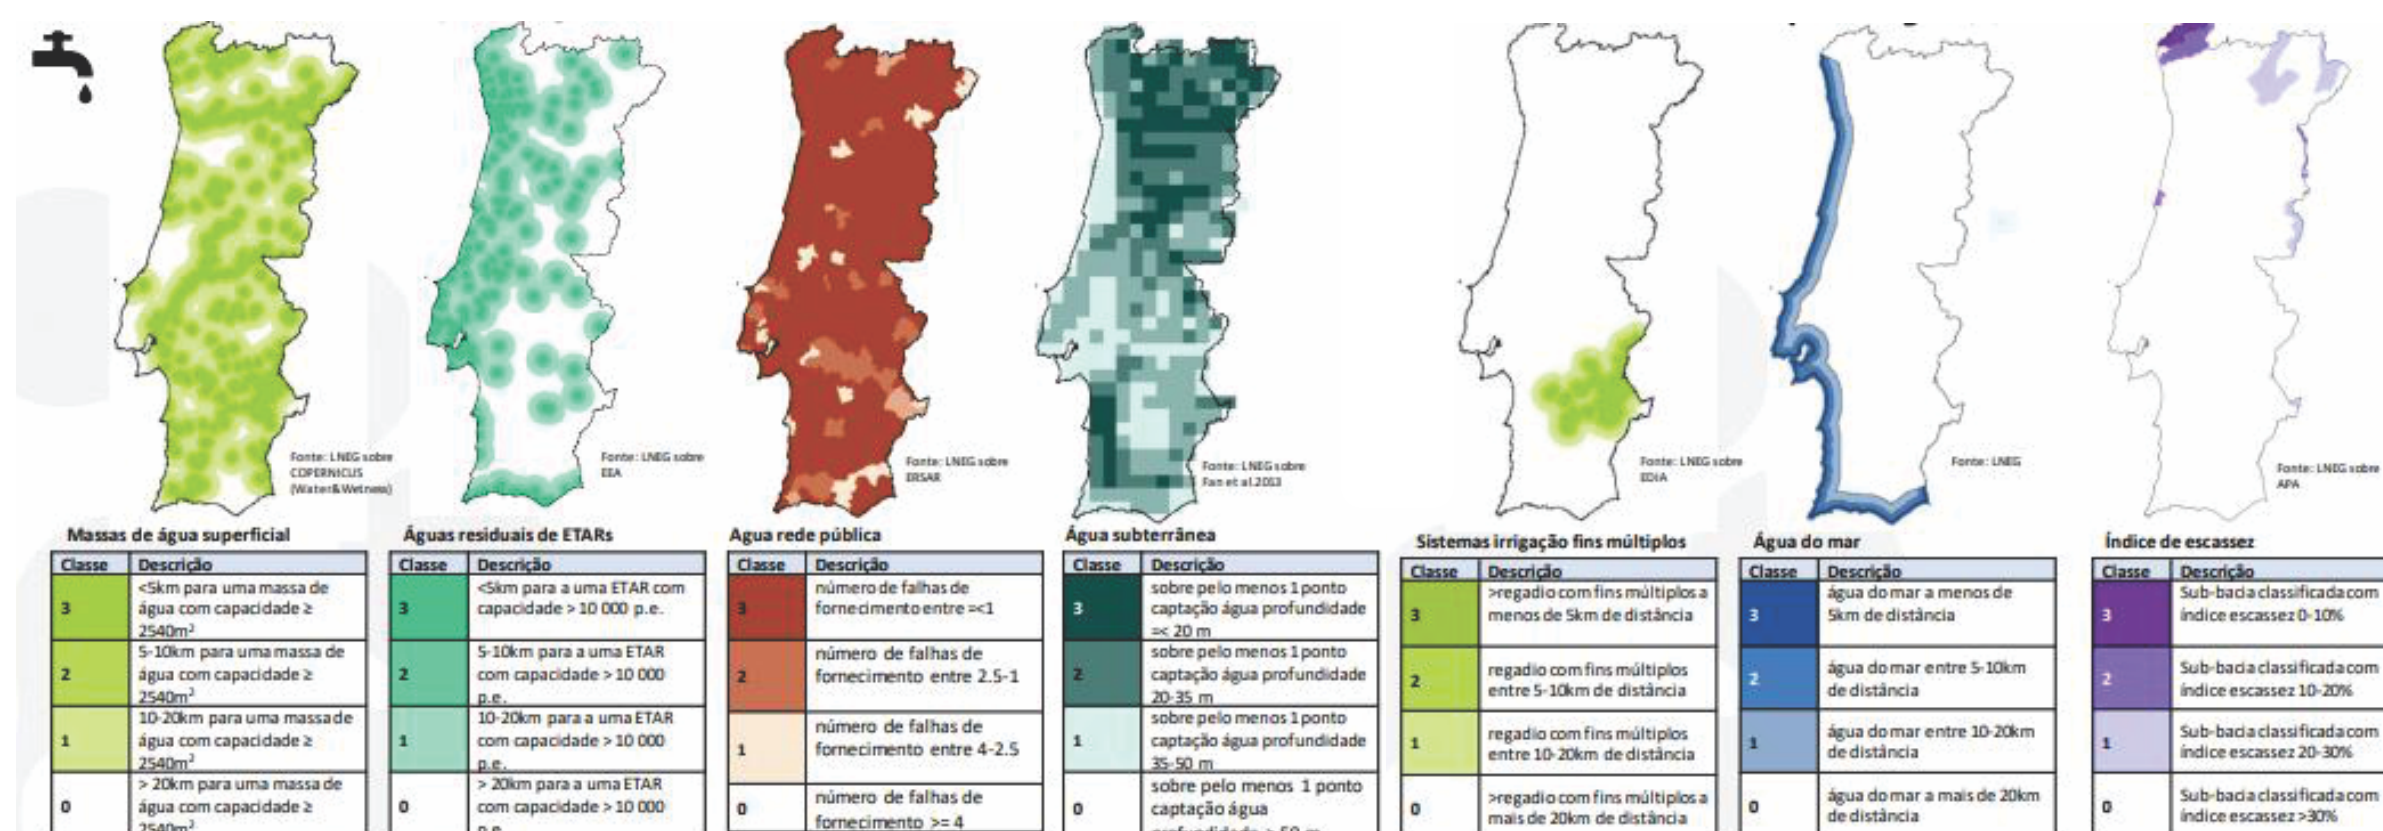 Fonte: LNEG sobre
COPERNICUS
(Water&Wetness)
Fonte: LNEG sobre
EEA
Fonte: LNEG sobre
ERSAR
Fonte: LNEG sobre
Fan et al.2013
Fonte: LNEG sobre
EDIA
Fonte: LNEG
Fonte: LNEG sobre
APA
Massas de água superficial
Classe Descrição
3 <5km para uma massa de
água com capacidade ≥
2540m²
2 5-10km para uma massa de
água com capacidade ≥
2540m²
1 10-20km para uma massa de
água com capacidade ≥
2540m²
0 > 20km para uma massa de
água com capacidade ≥
2540m²
Águas residuais de ETARs
Classe Descrição
3 <5km para a uma ETAR com
capacidade > 10 000 p.e.
2 5-10km para a uma ETAR
com capacidade > 10 000
p.e.
1 10-20km para a uma ETAR
com capacidade > 10 000
p.e.
0 > 20km para a uma ETAR
com capacidade > 10 000
p.e.
Agua rede pública
Classe Descrição
3 número de falhas de
fornecimento entre =<1
2 número de falhas de
fornecimento entre 2.5-1
1 número de falhas de
fornecimento entre 4-2.5
0 número de falhas de
fornecimento >= 4
Água subterrânea
Classe Descrição
3 sobre pelo menos 1 ponto
captação água profundidade
=< 20 m
2 sobre pelo menos 1 ponto
captação água profundidade
20-35 m
1 sobre pelo menos 1 ponto
captação água profundidade
35-50 m
0 sobre pelo menos 1 ponto
captação água
profundidade > 50 m
Sistemas irrigação fins múltiplos
Classe Descrição
3 >regadio com fins múltiplos a
menos de 5km de distância
2 regadio com fins múltiplos
entre 5-10km de distância
1 regadio com fins múltiplos
entre 10-20km de distância
0 >regadio com fins múltiplos a
mais de 20km de distância
Água do mar
Classe Descrição
3 água do mar a menos de
5km de distância
2 água do mar entre 5-10km
de distância
1 água do mar entre 10-20km
de distância
0 água do mar a mais de 20km
de distância
Índice de escassez
Classe Descrição
3 Sub-bacia classificada com
índice escassez 0-10%
2 Sub-bacia classificada com
índice escassez 10-20%
1 Sub-bacia classificada com
índice escassez 20-30%
0 Sub-bacia classificada com
índice escassez >30%